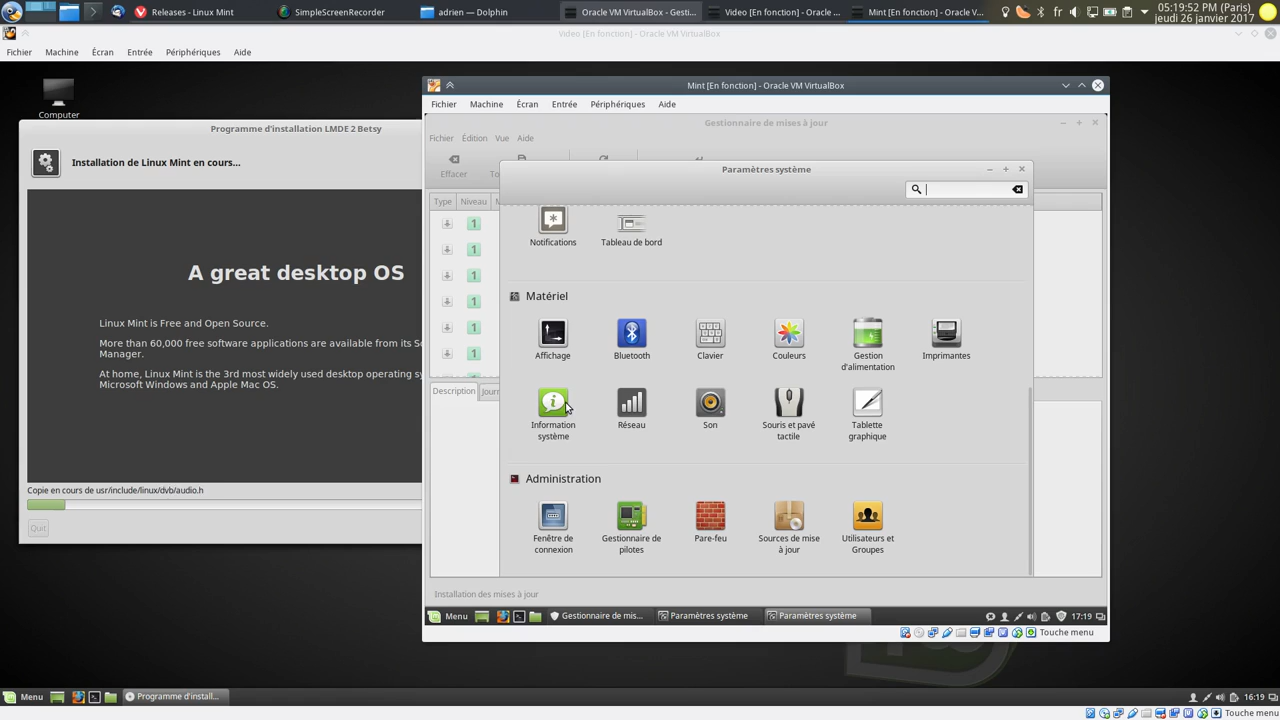 Releases - Linux Mint
SimpleScreenRecorder
adrien — Dolphin
Oracle VM VirtualBox - Gesti...
Video [En fonction] - Oracle ...
Mint [En fonction] - Oracle V...
fr
05:19:52 PM (Paris)
jeudi 26 janvier 2017
Video [En fonction] - Oracle VM VirtualBox
Fichier Machine Écran Entrée Périphériques Aide
Computer
Programme d'installation LMDE 2 Betsy
Installation de Linux Mint en cours...
A great desktop OS
Linux Mint is Free and Open Source.
More than 60,000 free software applications are available from its So
Manager.
At home, Linux Mint is the 3rd most widely used desktop operating sy
Microsoft Windows and Apple Mac OS.
Copie en cours de usr/include/linux/dvb/audio.h
Quit
Mint [En fonction] - Oracle VM VirtualBox
Fichier Machine Écran Entrée Périphériques Aide
Gestionnaire de mises à jour
Fichier Édition Vue Aide
Effacer
Type Niveau
1
1
1
1
1
1
Description
Installation des mises à jour
Paramètres système
Notifications
Tableau de bord
Matériel
Affichage
Bluetooth
Clavier
Couleurs
Gestion
d'alimentation
Imprimantes
Information
système
Réseau
Son
Souris et pavé
tactile
Tablette
graphique
Administration
Fenêtre de
connexion
Gestionnaire de
pilotes
Pare-feu
Sources de mise
à jour
Utilisateurs et
Groupes
Menu
Gestionnaire de mis...
Paramètres système
Paramètres système
17:19
Touche menu
Menu
Programme d'install...
16:19
Touche menu